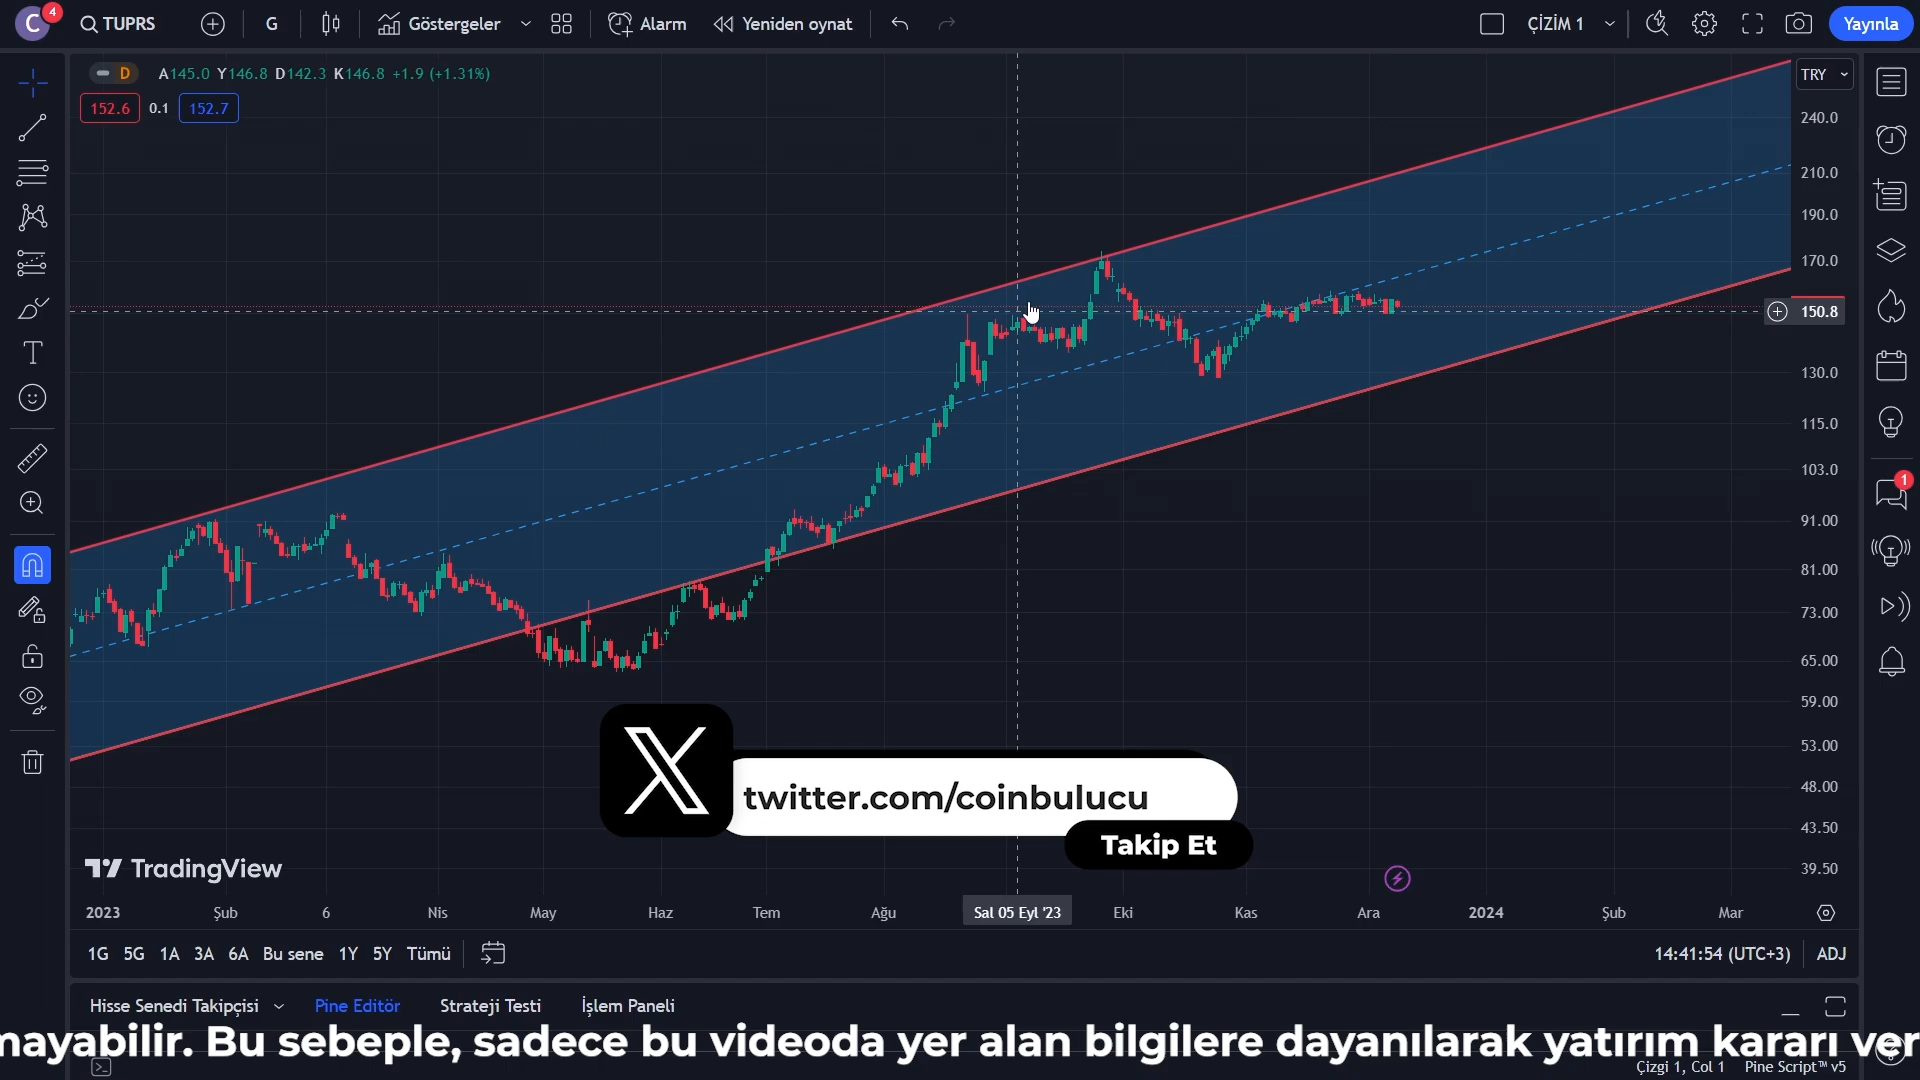 C 4 TUPRS G Göstergeler Alarm Yeniden oynat ÇİZİM 1 Yayınla
D A145.0 Y146.8 D142.3 K146.8 +1.9 (+1.31%)
TRY
152.6 0.1 152.7
240.0
210.0
190.0
170.0
150.8
130.0
115.0
103.0
91.00
81.00
73.00
65.00
59.00
53.00
48.00
43.50
39.50
1
twitter.com/coinbulucu
Takip Et
TradingView
2023 Şub 6 Nis May Haz Tem Ağu Sal 05 Eyl '23 Eki Kas Ara 2024 Şub Mar
1G 5G 1A 3A 6A Bu sene 1Y 5Y Tümü 14:41:54 (UTC+3) ADJ
Hisse Senedi Takipçisi Pine Editör Strateji Testi İşlem Paneli
mayabilir. Bu sebeple, sadece bu videoda yer alan bilgilere dayanılarak yatırım kararı ver
Çizgi 1, Col 1 Pine Script™ v5